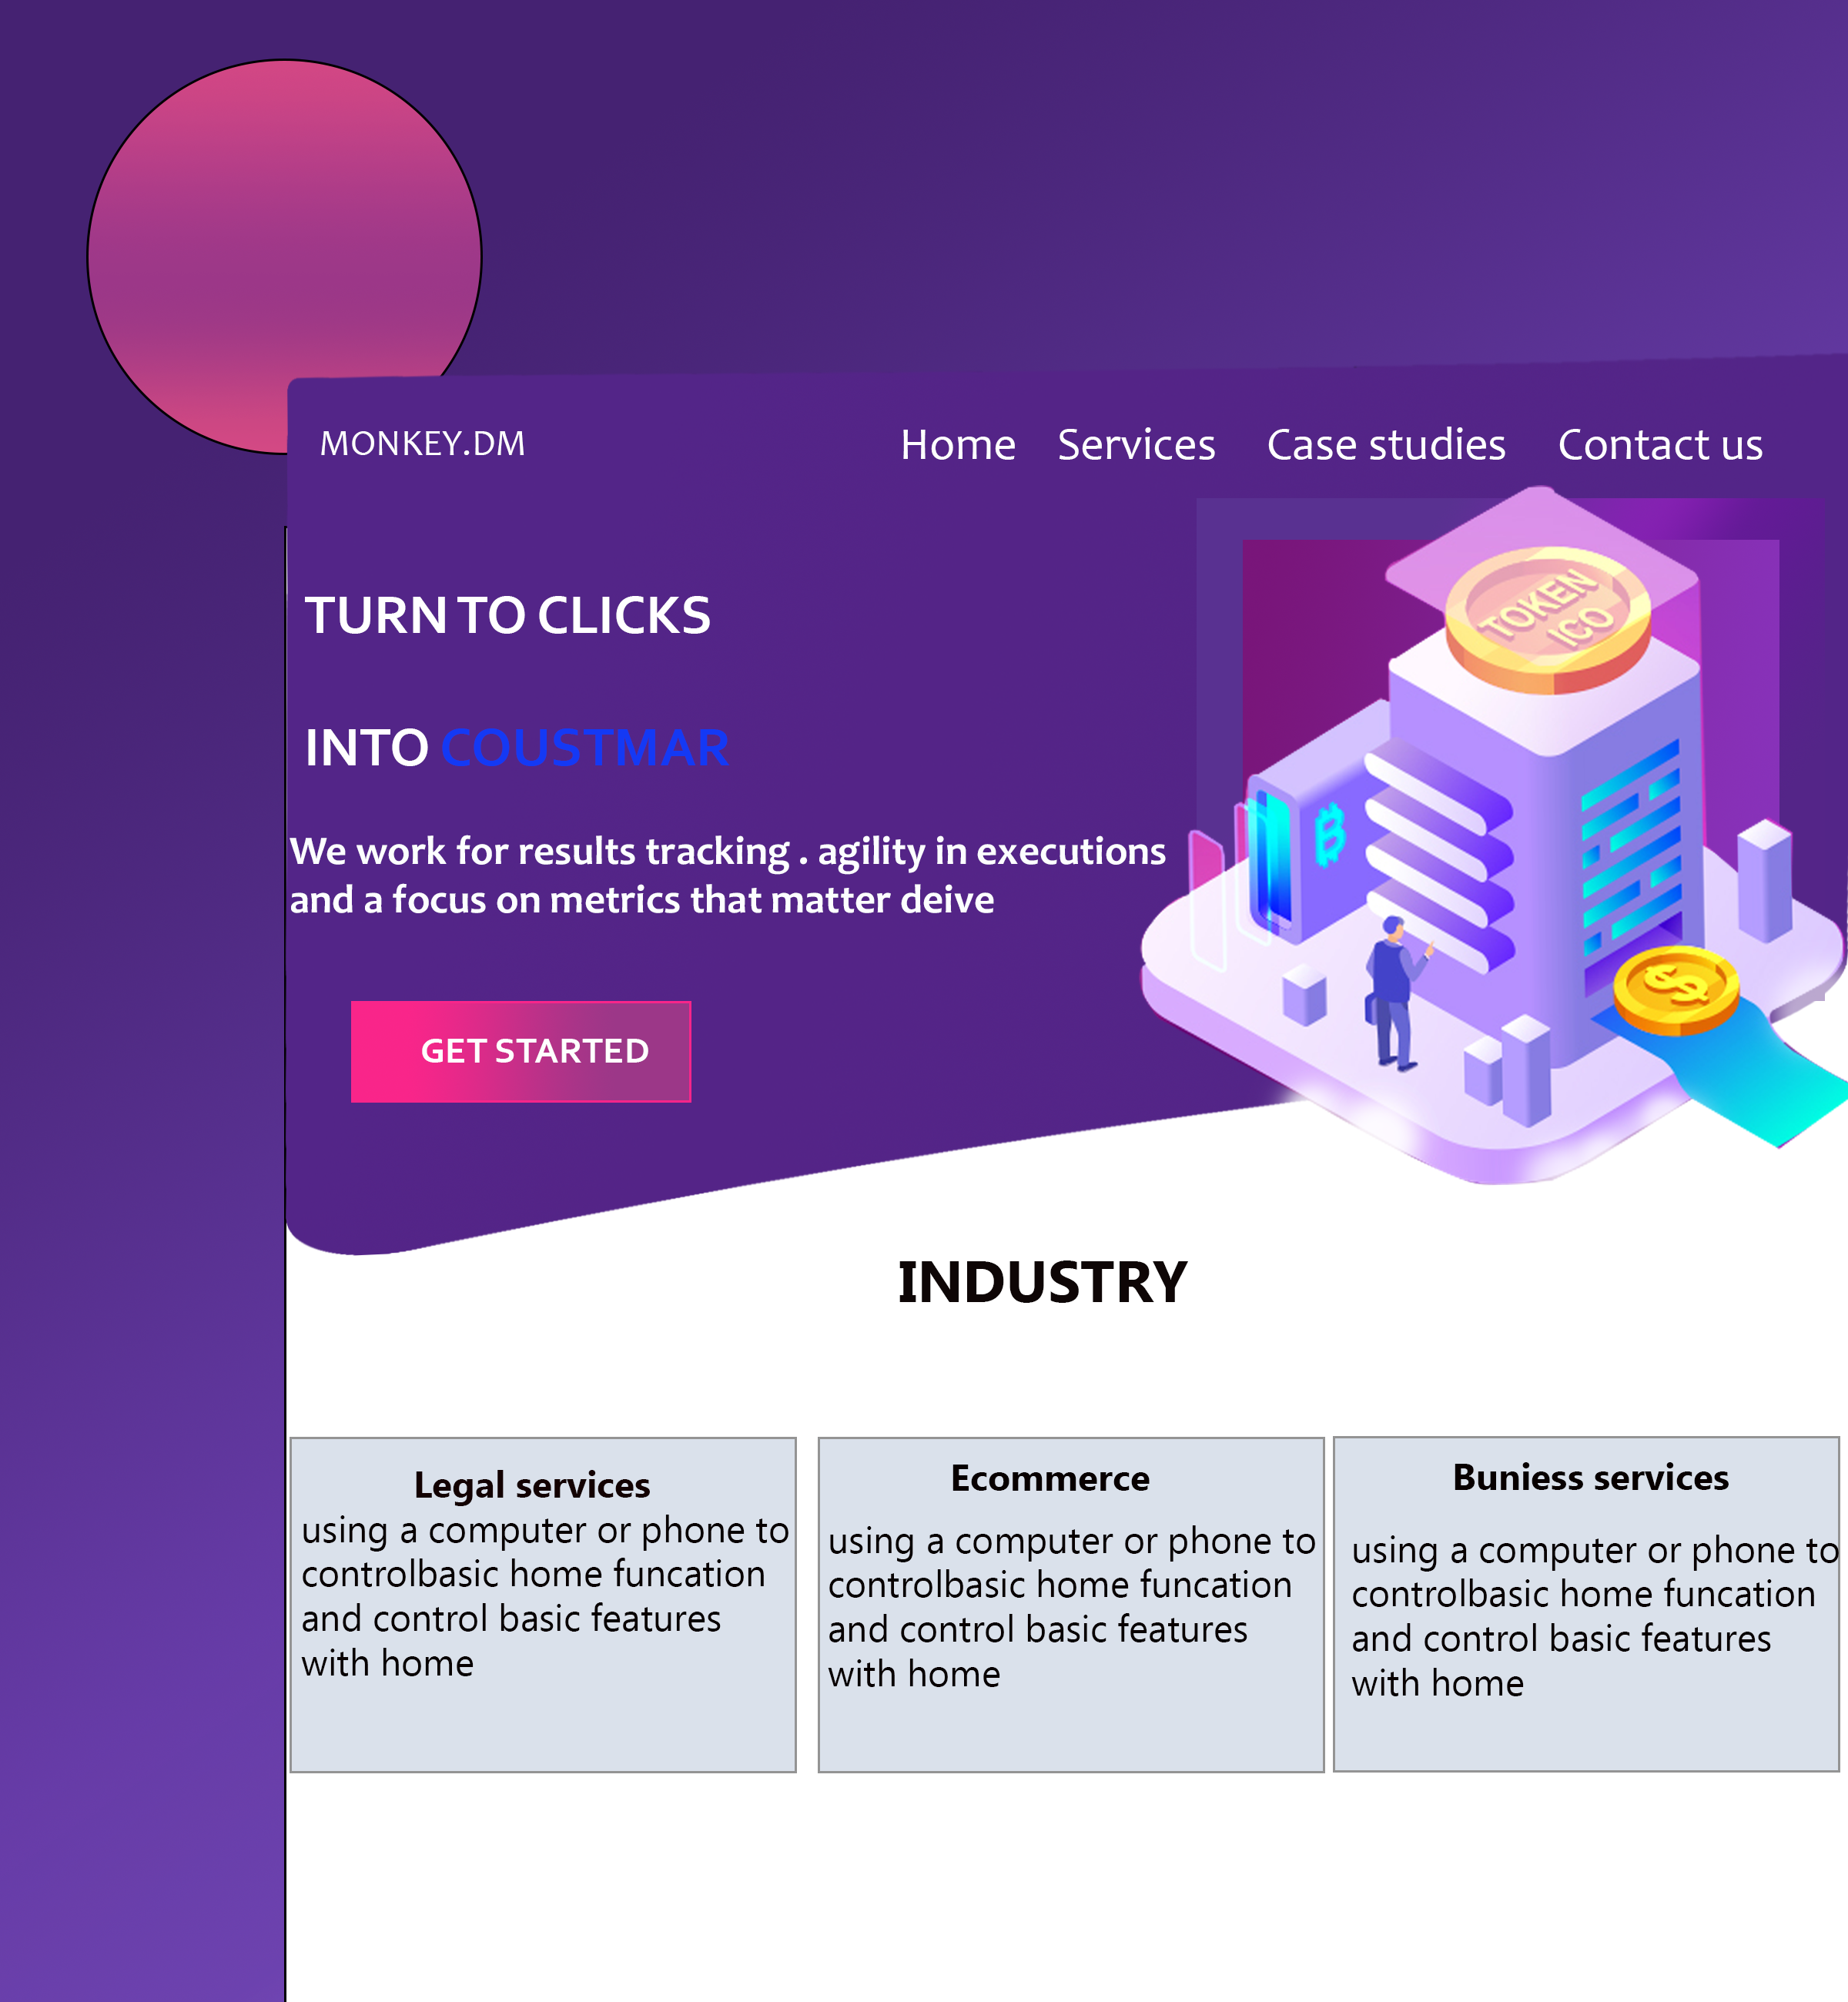 MONKEY.DM
Home Services Case studies Contact us
TOKEN
ICO
TURN TO CLICKS
INTO COUSTMAR
We work for results tracking . agility in executions
and a focus on metrics that matter deive
GET STARTED
INDUSTRY
Legal services
using a computer or phone to
controlbasic home funcation
and control basic features
with home
Ecommerce
using a computer or phone to
controlbasic home funcation
and control basic features
with home
Buniess services
using a computer or phone to
controlbasic home funcation
and control basic features
with home